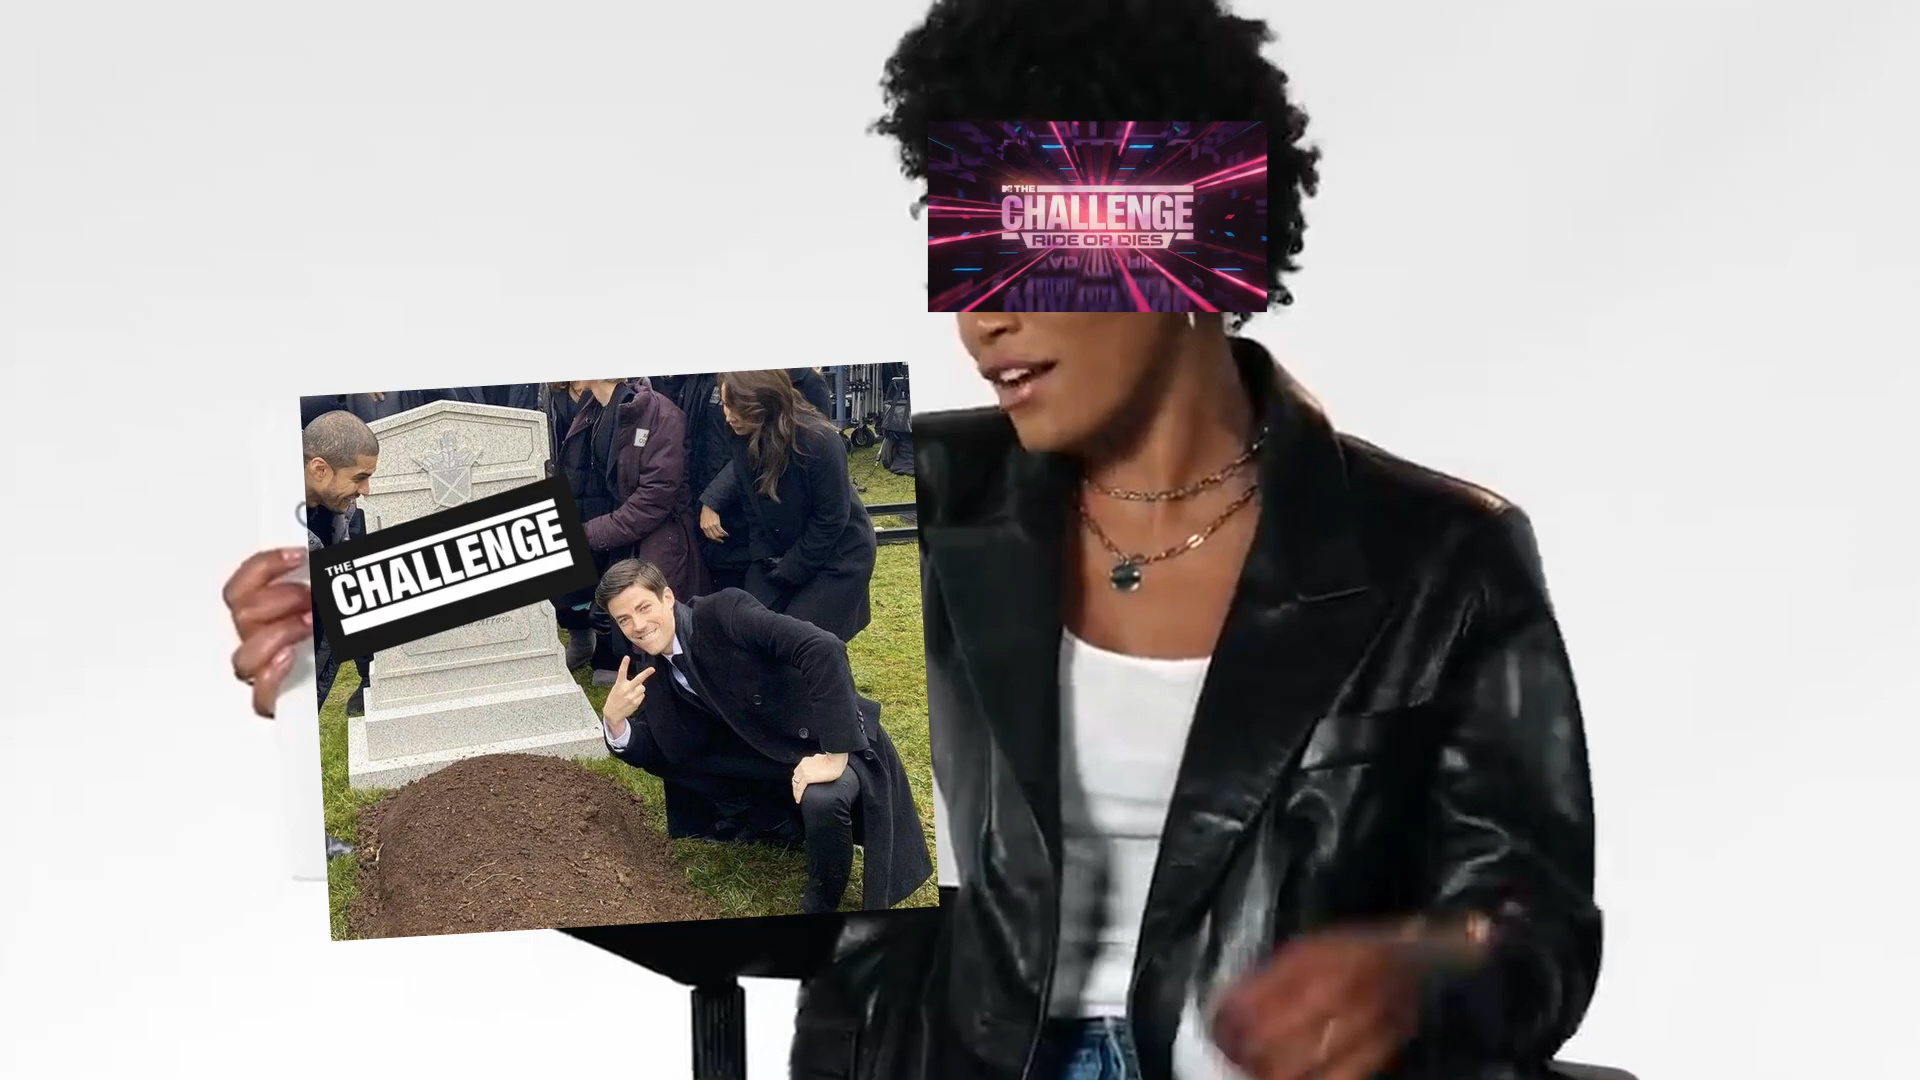 THE
CHALLENGE
RIDE OR DIES
THE
CHALLENGE